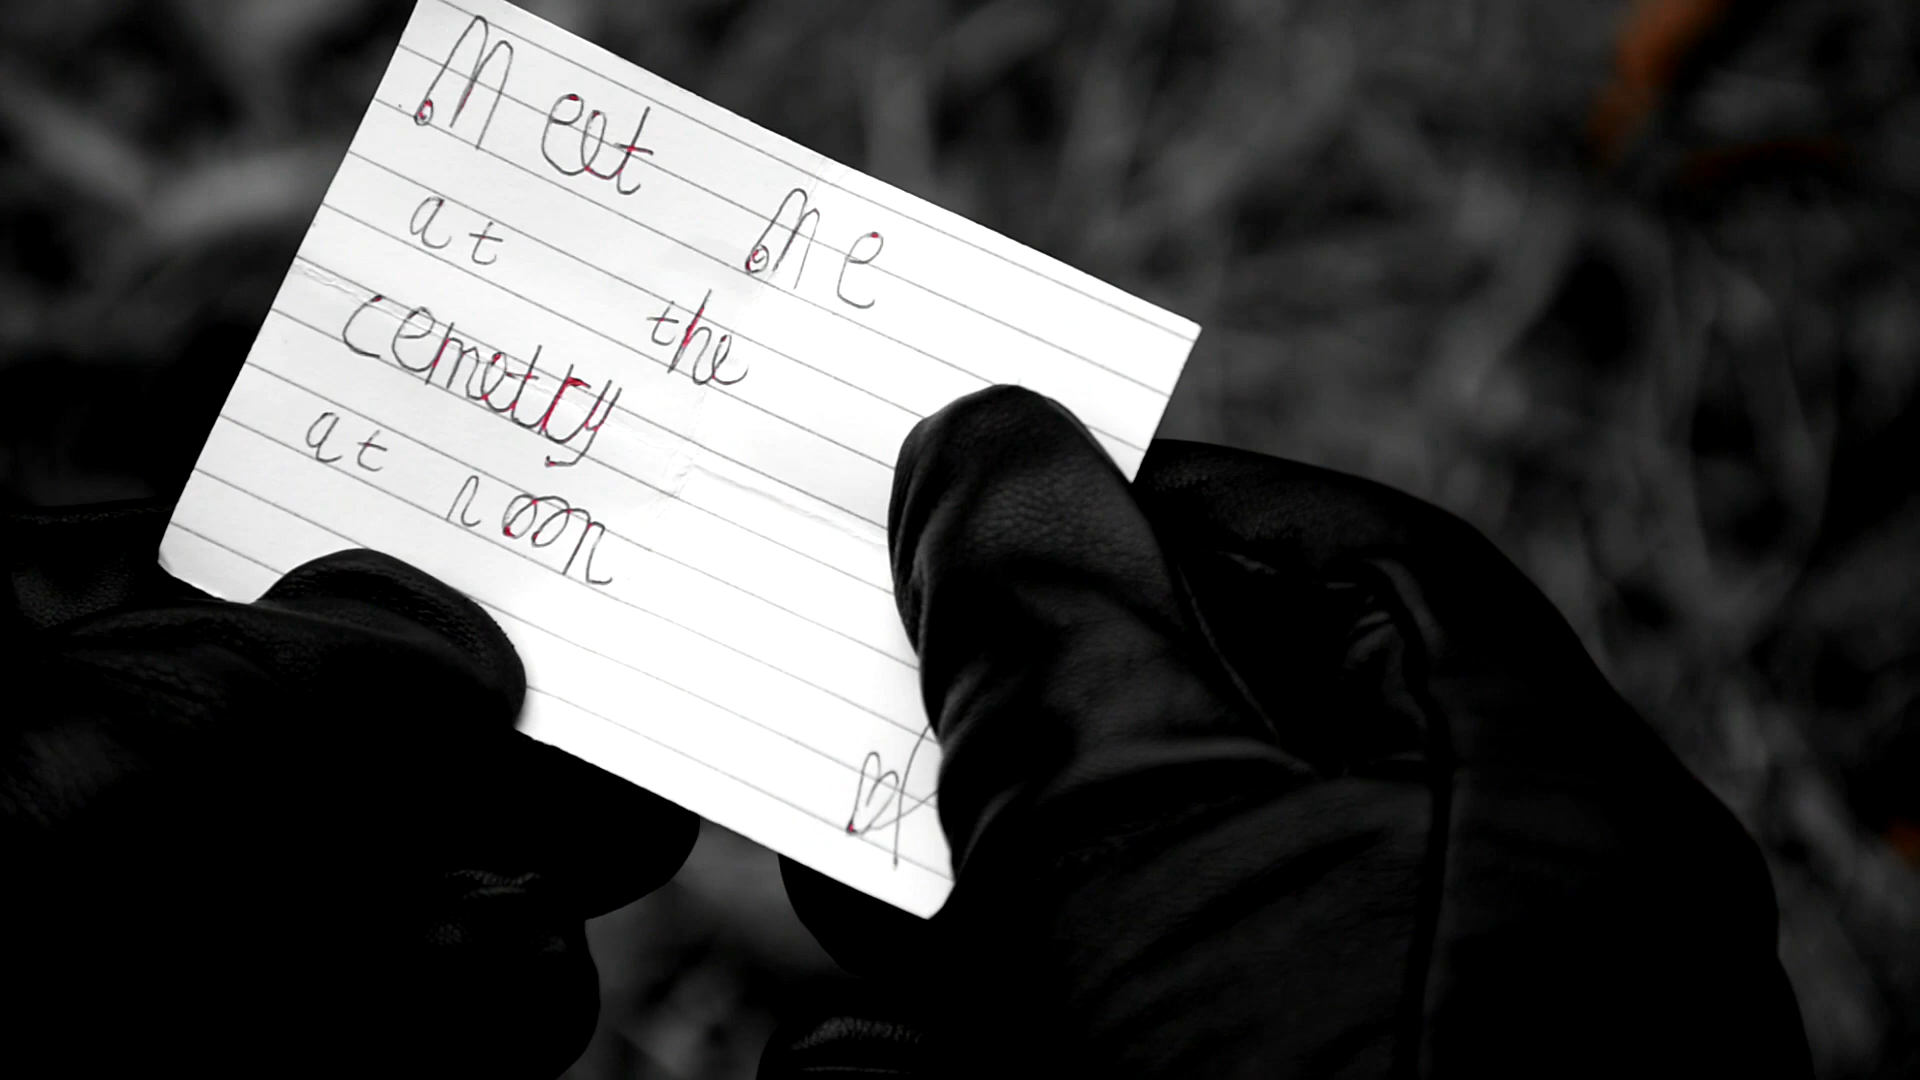 Meet Me
at the
cemetry
at noon